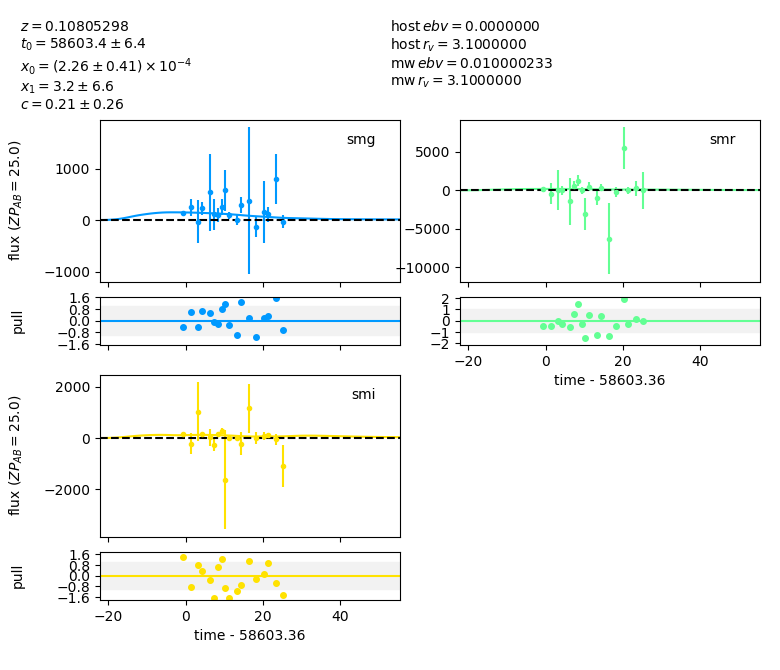 z = 0.10805298
t₀ = 58603.4 ± 6.4
x₀ = (2.26 ± 0.41) × 10⁻⁴
x₁ = 3.2 ± 6.6
c = 0.21 ± 0.26
host ebv = 0.0000000
host r_v = 3.1000000
mw ebv = 0.010000233
mw r_v = 3.1000000
smg
flux (ZP_AB = 25.0)
1000
0
−1000
smr
5000
0
−5000
−10000
pull
1.6
0.8
0.0
−0.8
−1.6
2
1
0
−1
−2
−20 0 20 40
time - 58603.36
smi
flux (ZP_AB = 25.0)
2000
0
−2000
pull
1.6
0.8
0.0
−0.8
−1.6
−20 0 20 40
time - 58603.36